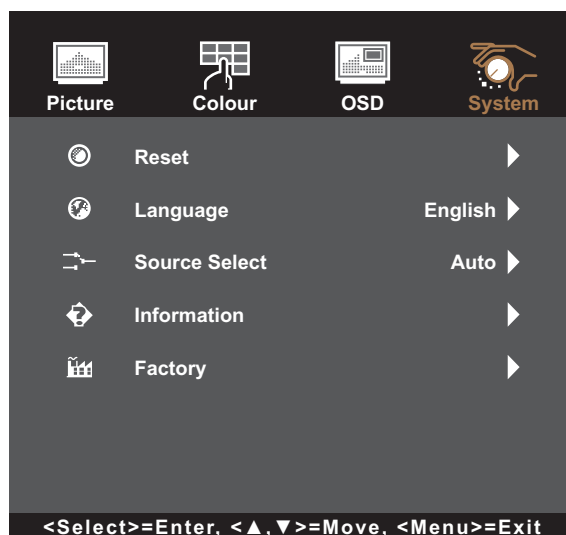 Picture Colour OSD System
Reset
Language English
Source Select Auto
Information
Factory
<Select>=Enter, <▲,▼>=Move, <Menu>=Exit